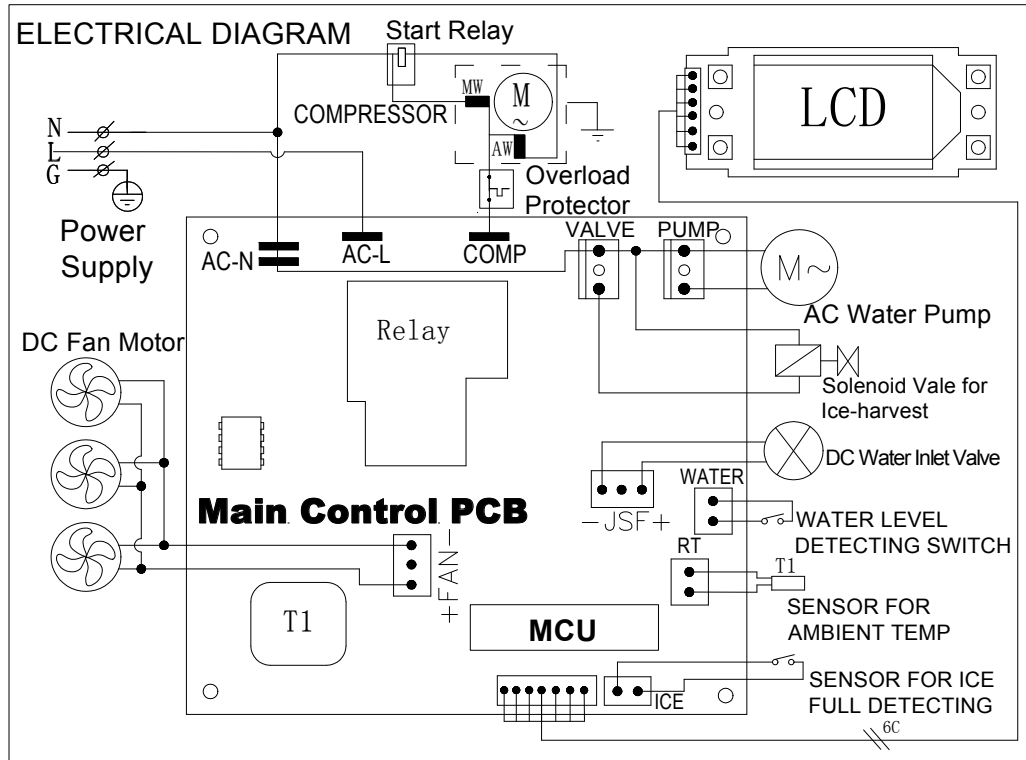 ELECTRICAL DIAGRAM
Start Relay
MW
M
~
COMPRESSOR
AW
LCD
N
L
G
Power
Supply
Overload
Protector
VALVE
PUMP
AC-N
AC-L
COMP
M~
AC Water Pump
Relay
DC Fan Motor
Solenoid Vale for
Ice-harvest
DC Water Inlet Valve
WATER
-JSF+
WATER LEVEL
DETECTING SWITCH
Main Control PCB
RT
T1
+FAN-
SENSOR FOR
AMBIENT TEMP
T1
MCU
SENSOR FOR ICE
FULL DETECTING
ICE
6C